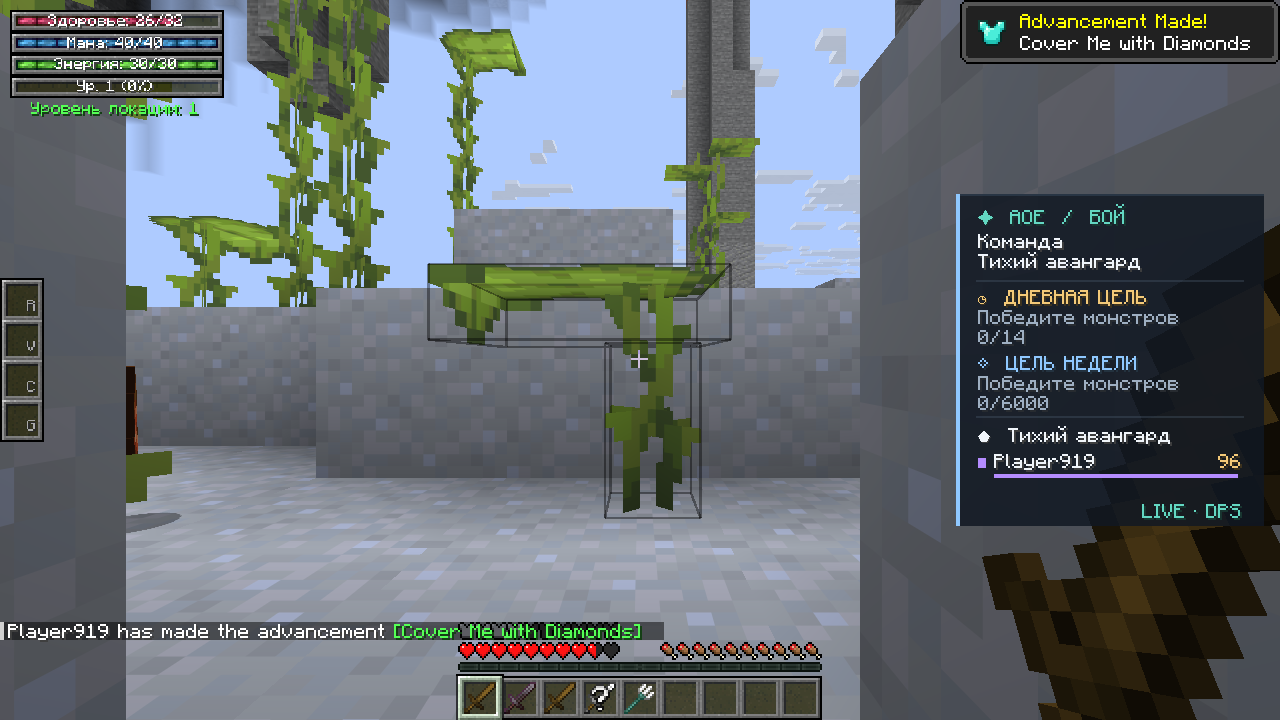 Здоровье: 26/32
Мана: 40/40
Энергия: 30/30
Ур. 1 (0%)
Уровень локации: 1
Advancement Made!
Cover Me with Diamonds
АОЕ / БОЙ
Команда
Тихий авангард
ДНЕВНАЯ ЦЕЛЬ
Победите монстров
0/14
ЦЕЛЬ НЕДЕЛИ
Победите монстров
0/6000
Тихий авангард
Player919 96
LIVE · DPS
R
V
C
G
Player919 has made the advancement [Cover Me with Diamonds]